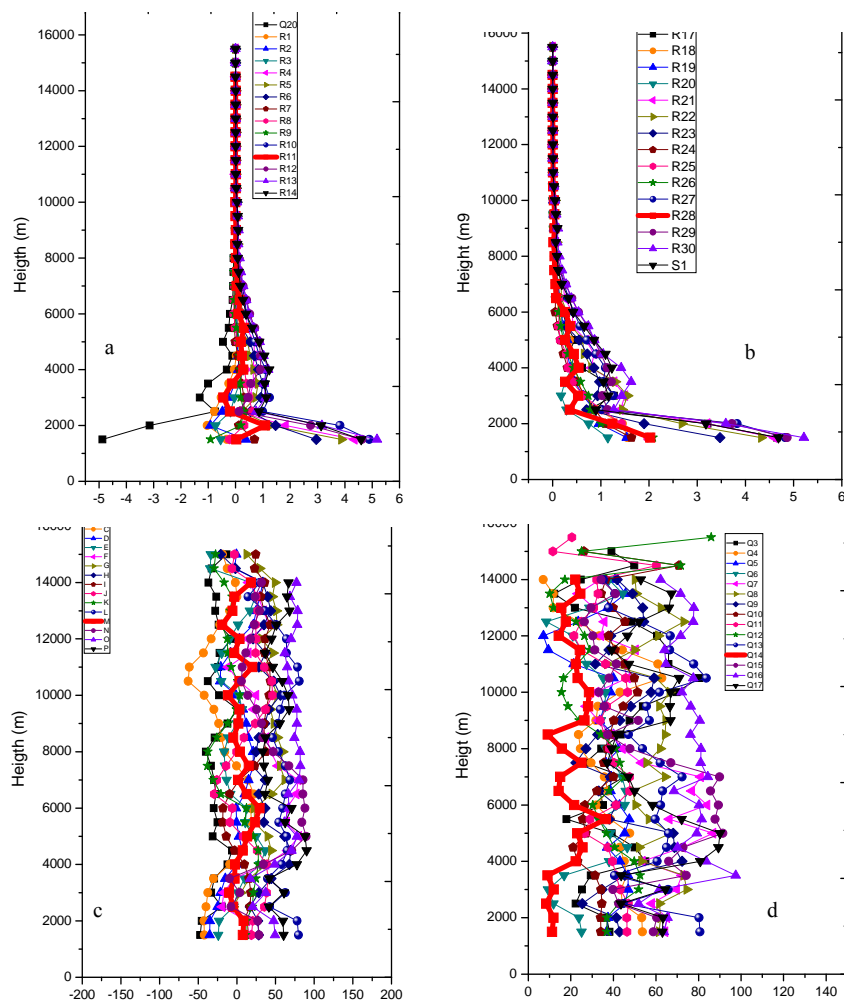 Q20
R1
R2
R3
R4
R5
R6
R7
R8
R9
R10
R11
R12
R13
R14
16000
14000
12000
10000
8000
6000
4000
2000
0
Heigth (m)
a
-5 -4 -3 -2 -1 0 1 2 3 4 5 6
R17
R18
R19
R20
R21
R22
R23
R24
R25
R26
R27
R28
R29
R30
S1
16000
14000
12000
10000
8000
6000
4000
2000
0
Height (m9
b
0 1 2 3 4 5 6
C
D
E
F
G
H
I
J
K
L
M
N
O
P
14000
12000
10000
8000
6000
4000
2000
0
Heigth (m)
c
-200 -150 -100 -50 0 50 100 150 200
Q3
Q4
Q5
Q6
Q7
Q8
Q9
Q10
Q11
Q12
Q13
Q14
Q15
Q16
Q17
14000
12000
10000
8000
6000
4000
2000
0
Heigt (m)
d
0 20 40 60 80 100 120 140